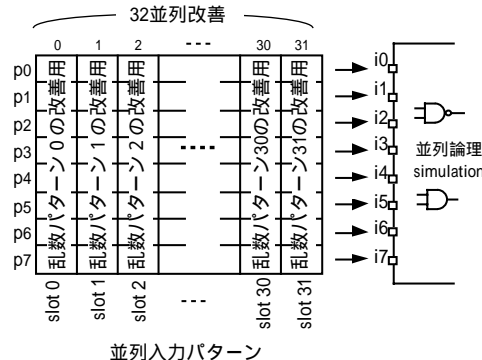 32並列改善
0 1 2 ---- 30 31
p0
p1
p2
p3
p4
p5
p6
p7
乱数パターン0の改善用
乱数パターン1の改善用
乱数パターン2の改善用
----
乱数パターン30の改善用
乱数パターン31の改善用
i0
i1
i2
i3
i4
i5
i6
i7
並列論理
simulation
slot 0
slot 1
slot 2
---
slot 30
slot 31
並列入力パターン